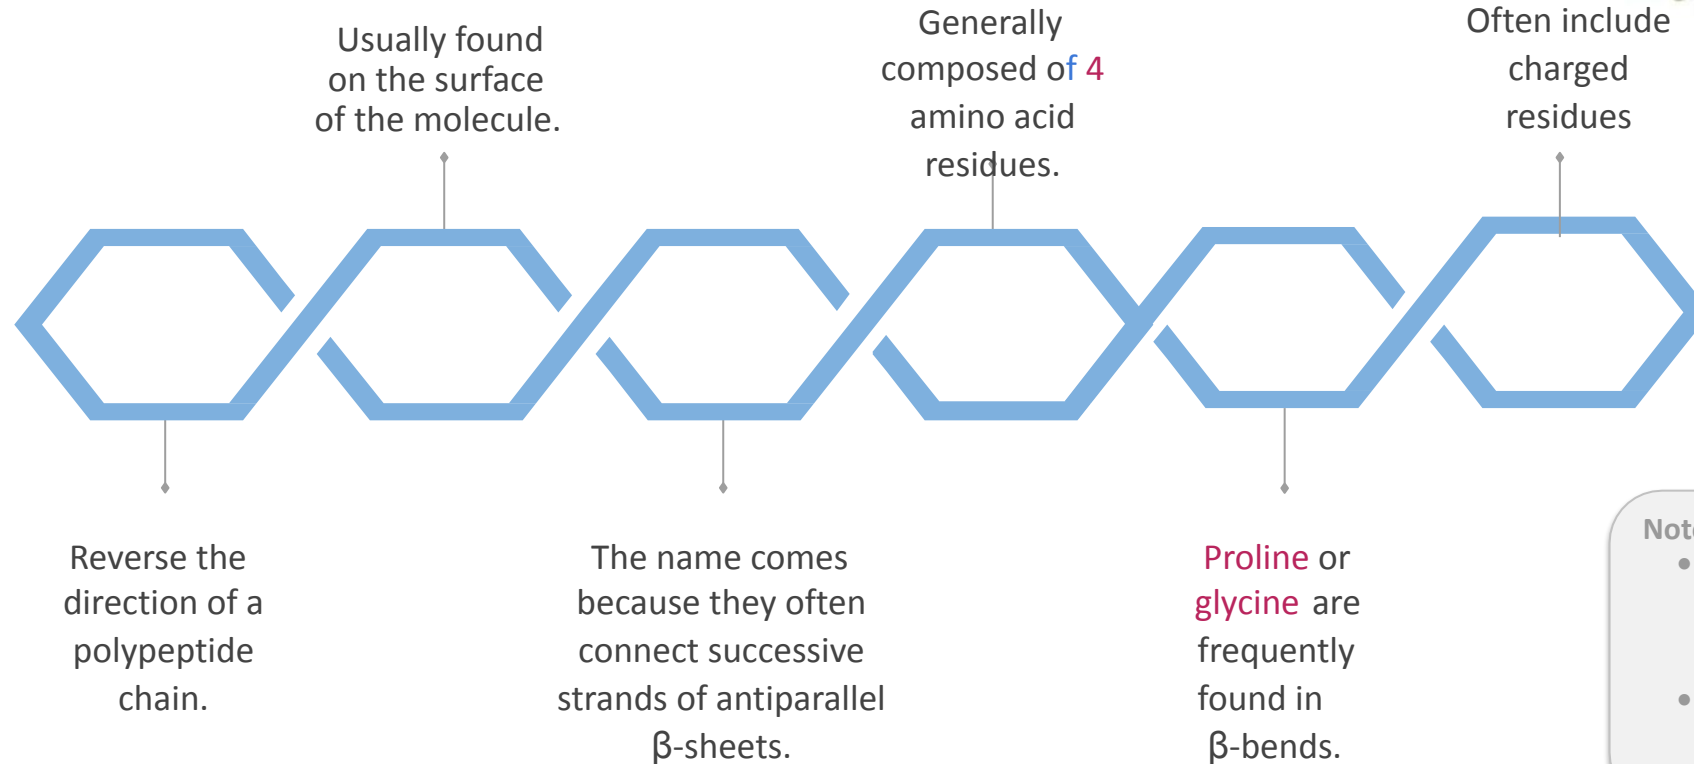 Usually found
on the surface
of the molecule.
Generally
composed of 4
amino acid
residues.
Often include
charged
residues
Reverse the
direction of a
polypeptide
chain.
The name comes
because they often
connect successive
strands of antiparallel
β-sheets.
Proline or
glycine are
frequently
found in
β-bends.